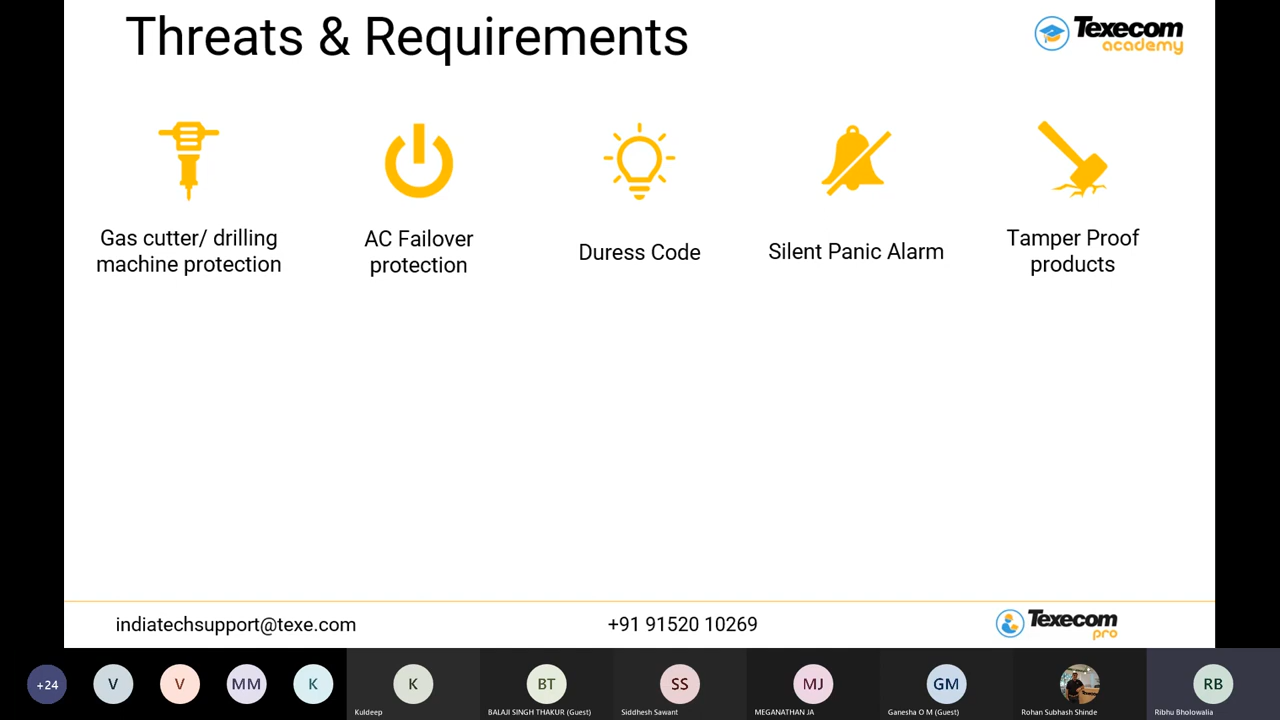 Threats & Requirements
Texecom
academy
Gas cutter/ drilling
machine protection
AC Failover
protection
Duress Code
Silent Panic Alarm
Tamper Proof
products
indiatechsupport@texe.com
+91 91520 10269
Texecom
pro
+24
V
V
MM
K
K
BT
SS
MJ
GM
RB
Kuldeep
BALAJI SINGH THAKUR (Guest)
Siddhesh Sawant
MEGANATHAN JA
Ganesha O M (Guest)
Rohan Subhash Shinde
Ribhu Bholowalia